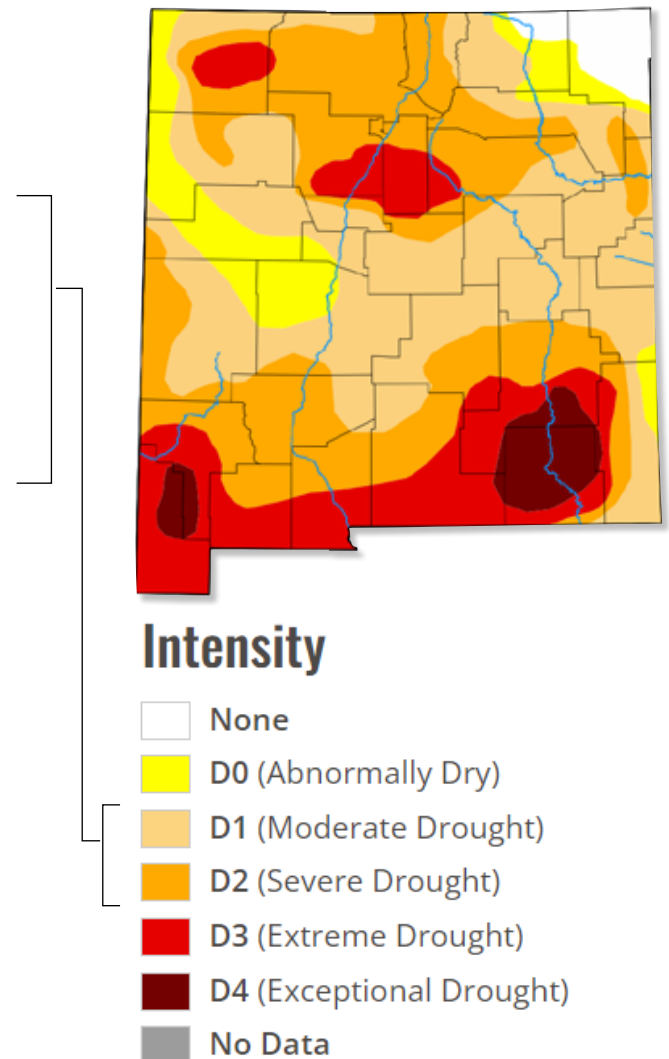 Intensity
None
D0 (Abnormally Dry)
D1 (Moderate Drought)
D2 (Severe Drought)
D3 (Extreme Drought)
D4 (Exceptional Drought)
No Data